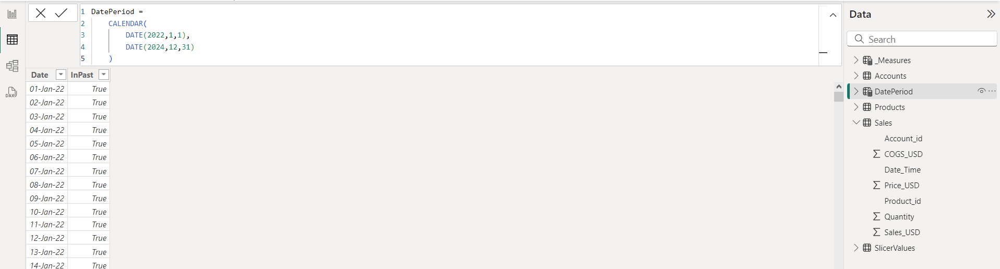 1 DatePeriod =
2 CALENDAR(
3 DATE(2022,1,1),
4 DATE(2024,12,31)
5 )
Date InPast
01-Jan-22 True
02-Jan-22 True
03-Jan-22 True
04-Jan-22 True
05-Jan-22 True
06-Jan-22 True
07-Jan-22 True
08-Jan-22 True
09-Jan-22 True
10-Jan-22 True
11-Jan-22 True
12-Jan-22 True
13-Jan-22 True
14-Jan-22 True
DAX
Data
Search
_Measures
Accounts
DatePeriod
Products
Sales
Account_id
COGS_USD
Date_Time
Price_USD
Product_id
Quantity
Sales_USD
SlicerValues